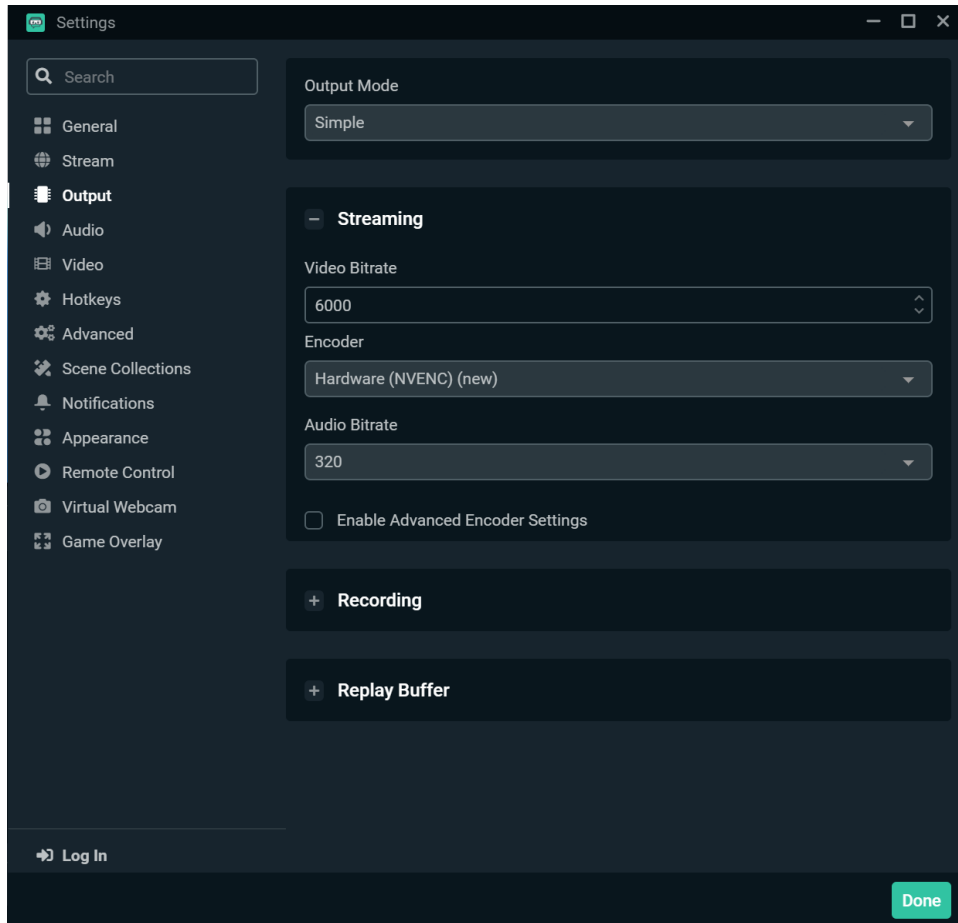 Settings
Search
General
Stream
Output
Audio
Video
Hotkeys
Advanced
Scene Collections
Notifications
Appearance
Remote Control
Virtual Webcam
Game Overlay
Log In
Output Mode
Simple
Streaming
Video Bitrate
6000
Encoder
Hardware (NVENC) (new)
Audio Bitrate
320
Enable Advanced Encoder Settings
Recording
Replay Buffer
Done